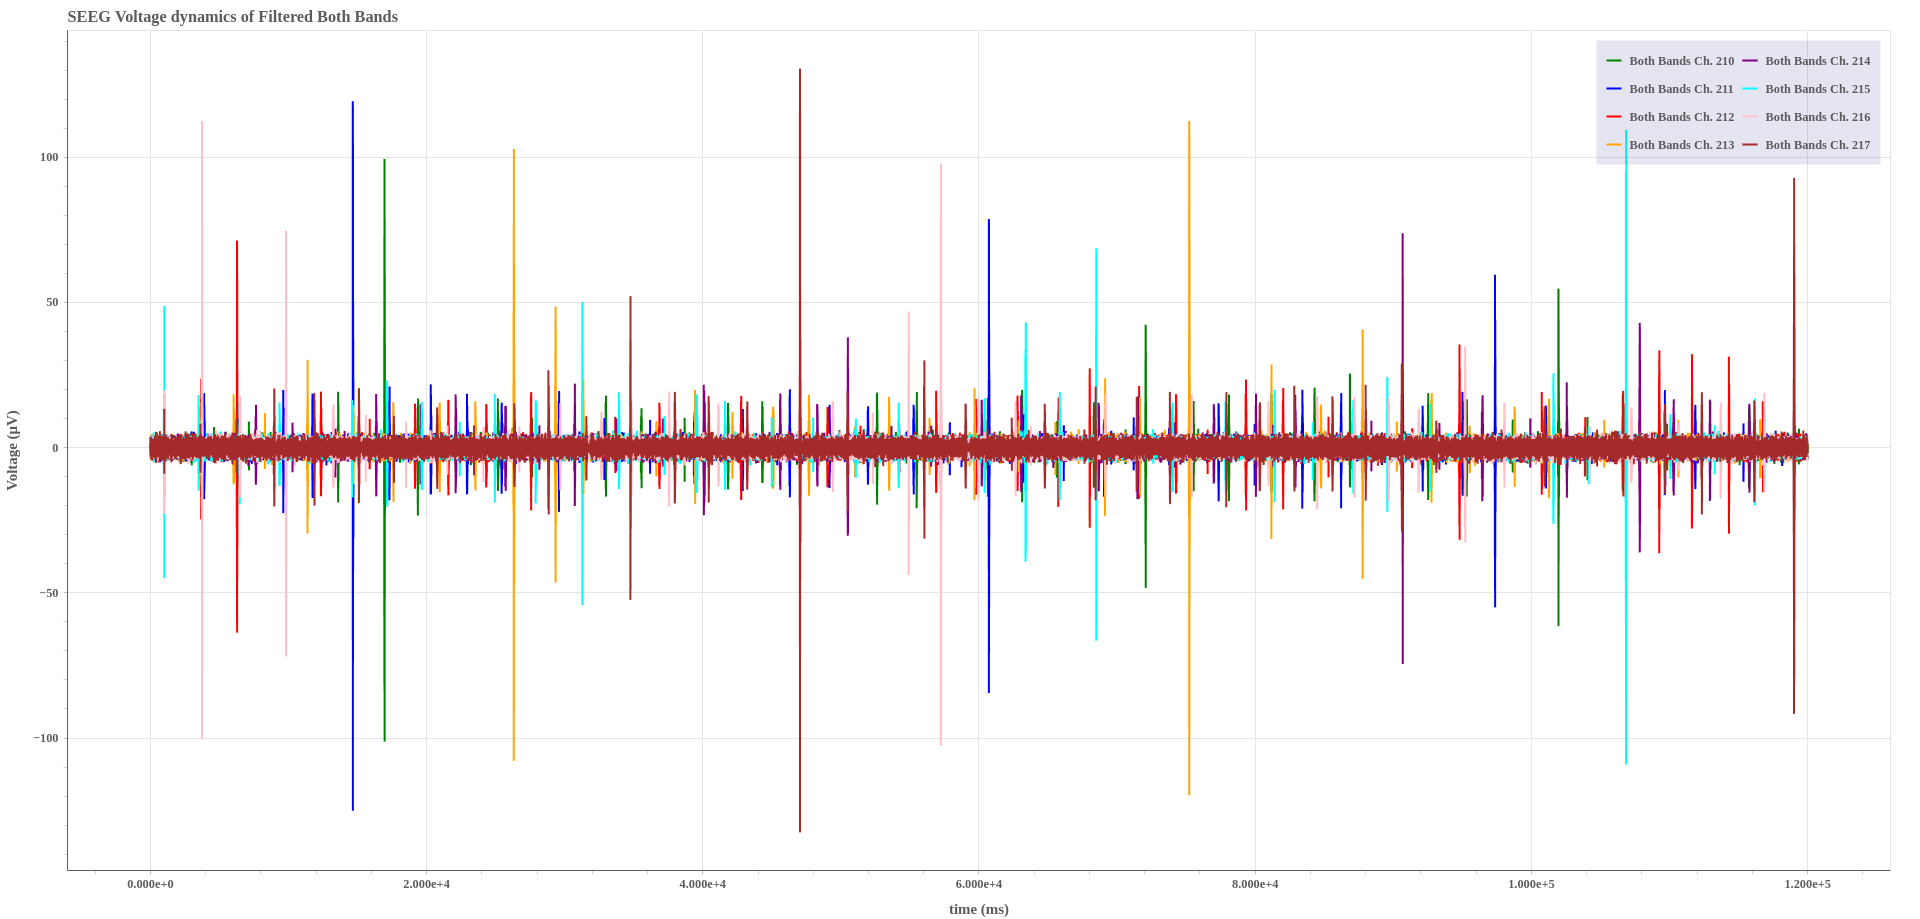 SEEG Voltage dynamics of Filtered Both Bands
Both Bands Ch. 210
Both Bands Ch. 214
Both Bands Ch. 211
Both Bands Ch. 215
Both Bands Ch. 212
Both Bands Ch. 216
Both Bands Ch. 213
Both Bands Ch. 217
100
50
0
−50
−100
Voltage (μV)
0.000e+0
2.000e+4
4.000e+4
6.000e+4
8.000e+4
1.000e+5
1.200e+5
time (ms)